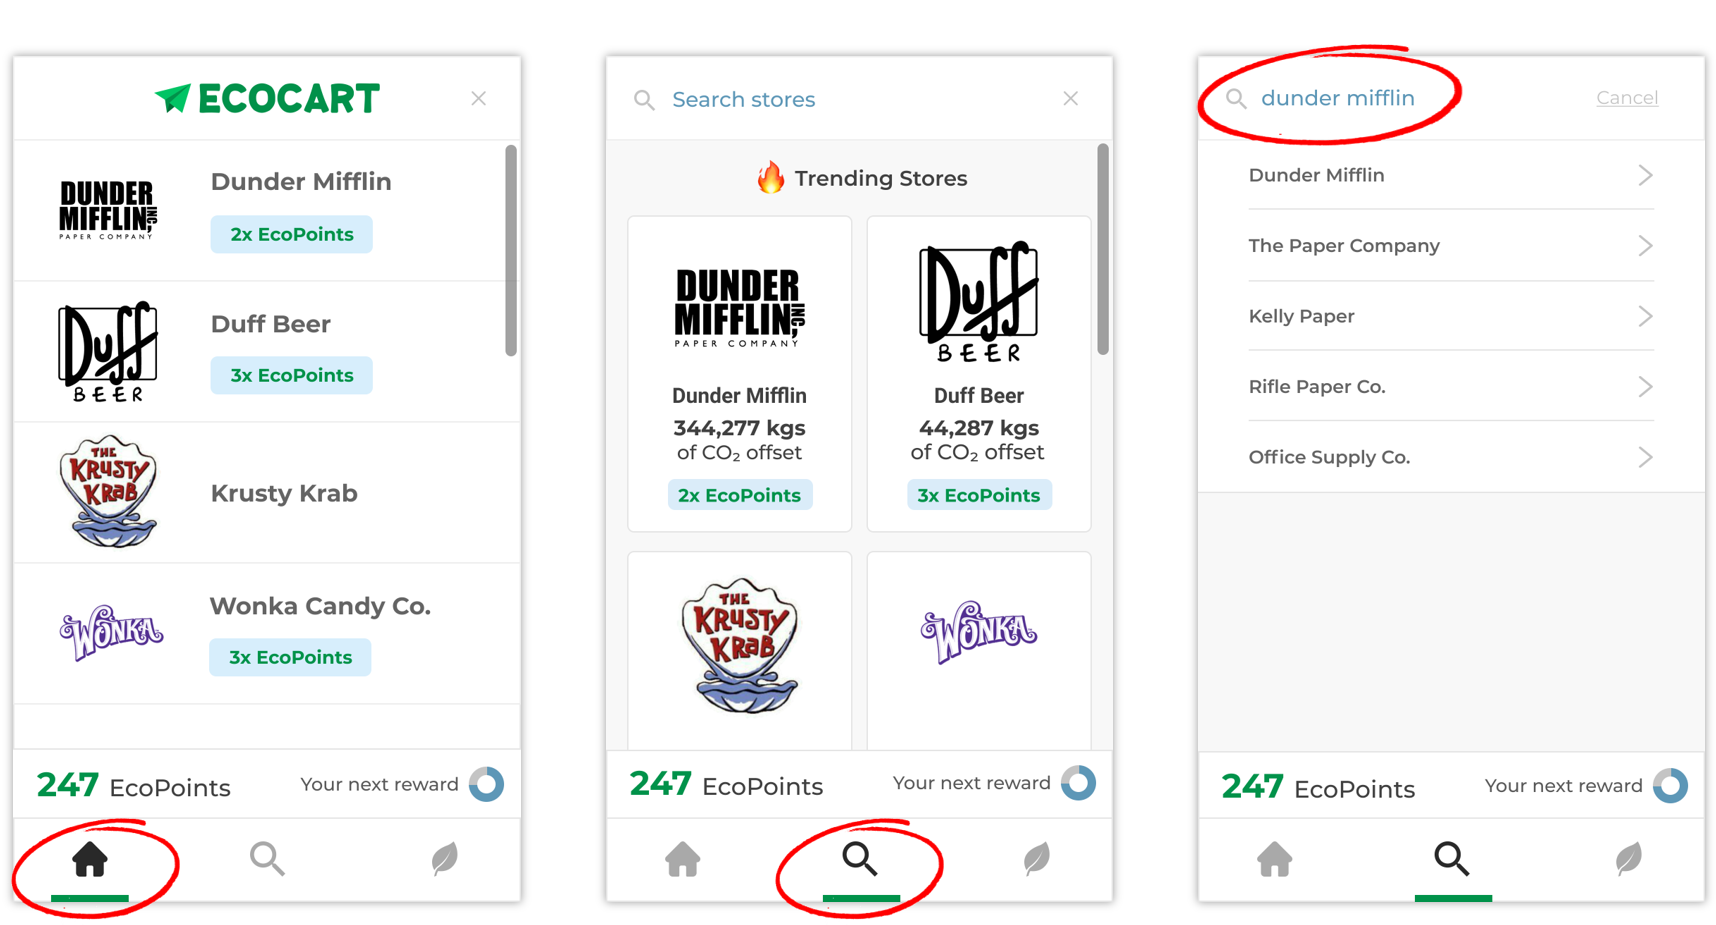 ECOCART
DUNDER
MIFFLIN, INC,
PAPER COMPANY
Dunder Mifflin
2x EcoPoints
Duff
BEER
Duff Beer
3x EcoPoints
THE
KRUSTY
KRAB
Krusty Krab
WONKA
Wonka Candy Co.
3x EcoPoints
247 EcoPoints
Your next reward
Search stores
Trending Stores
DUNDER
MIFFLIN, INC,
PAPER COMPANY
Dunder Mifflin
344,277 kgs
of CO₂ offset
2x EcoPoints
Duff
BEER
Duff Beer
44,287 kgs
of CO₂ offset
3x EcoPoints
THE
KRUSTY
KRAB
WONKA
247 EcoPoints
Your next reward
dunder mifflin
Cancel
Dunder Mifflin
The Paper Company
Kelly Paper
Rifle Paper Co.
Office Supply Co.
247 EcoPoints
Your next reward